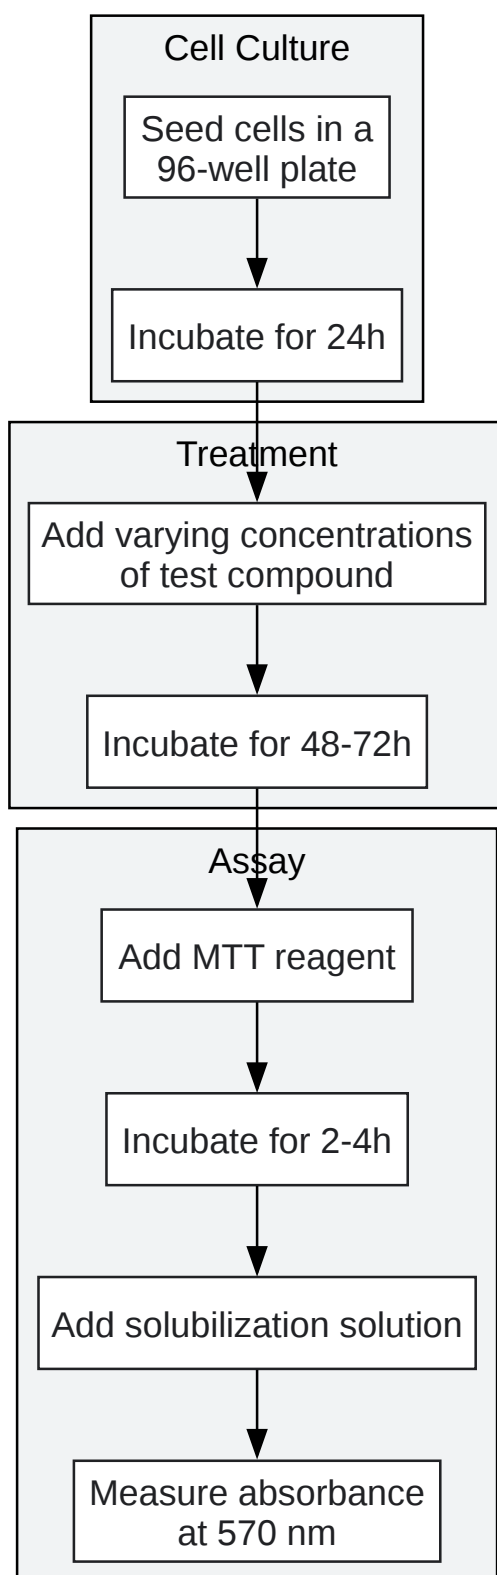 Cell Culture
Seed cells in a
96-well plate
Incubate for 24h
Treatment
Add varying concentrations
of test compound
Incubate for 48-72h
Assay
Add MTT reagent
Incubate for 2-4h
Add solubilization solution
Measure absorbance
at 570 nm